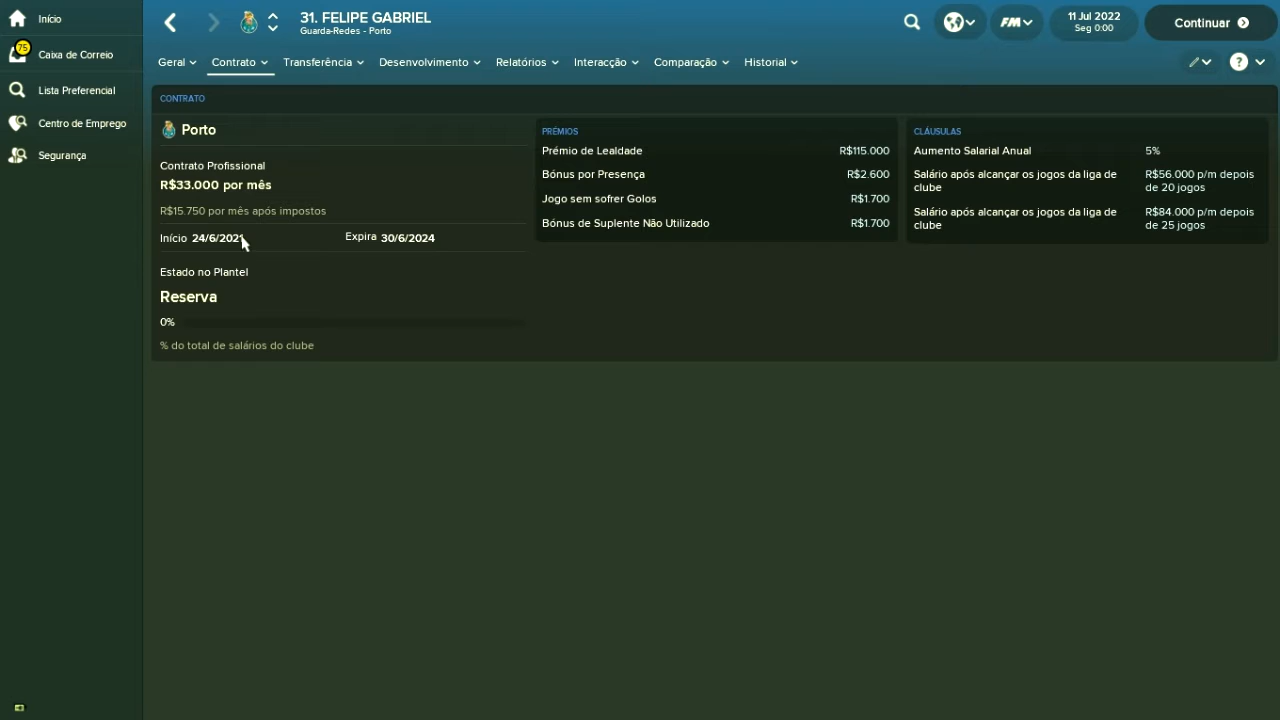 Início
31. FELIPE GABRIEL
Guarda-Redes - Porto
FM
11 Jul 2022
Seg 0:00
Continuar
75
Caixa de Correio
Lista Preferencial
Centro de Emprego
Segurança
Geral
Contrato
Transferência
Desenvolvimento
Relatórios
Interacção
Comparação
Historial
?
CONTRATO
Porto
Contrato Profissional
R$33.000 por mês
R$15.750 por mês após impostos
Início 24/6/2021
Expira 30/6/2024
Estado no Plantel
Reserva
0%
% do total de salários do clube
PRÉMIOS
Prémio de Lealdade R$115.000
Bónus por Presença R$2.600
Jogo sem sofrer Golos R$1.700
Bónus de Suplente Não Utilizado R$1.700
CLÁUSULAS
Aumento Salarial Anual 5%
Salário após alcançar os jogos da liga de R$56.000 p/m depois
clube de 20 jogos
Salário após alcançar os jogos da liga de R$84.000 p/m depois
clube de 25 jogos